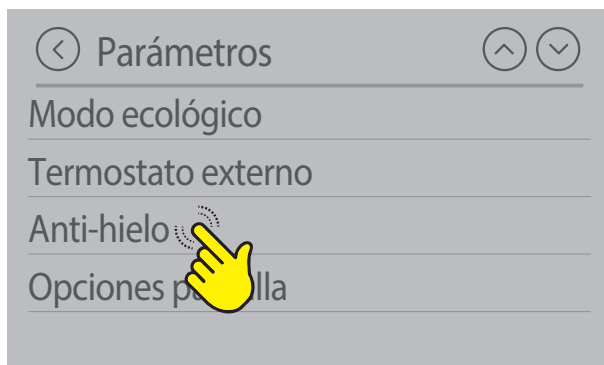 Parámetros
Modo ecológico
Termostato externo
Anti-hielo
Opciones